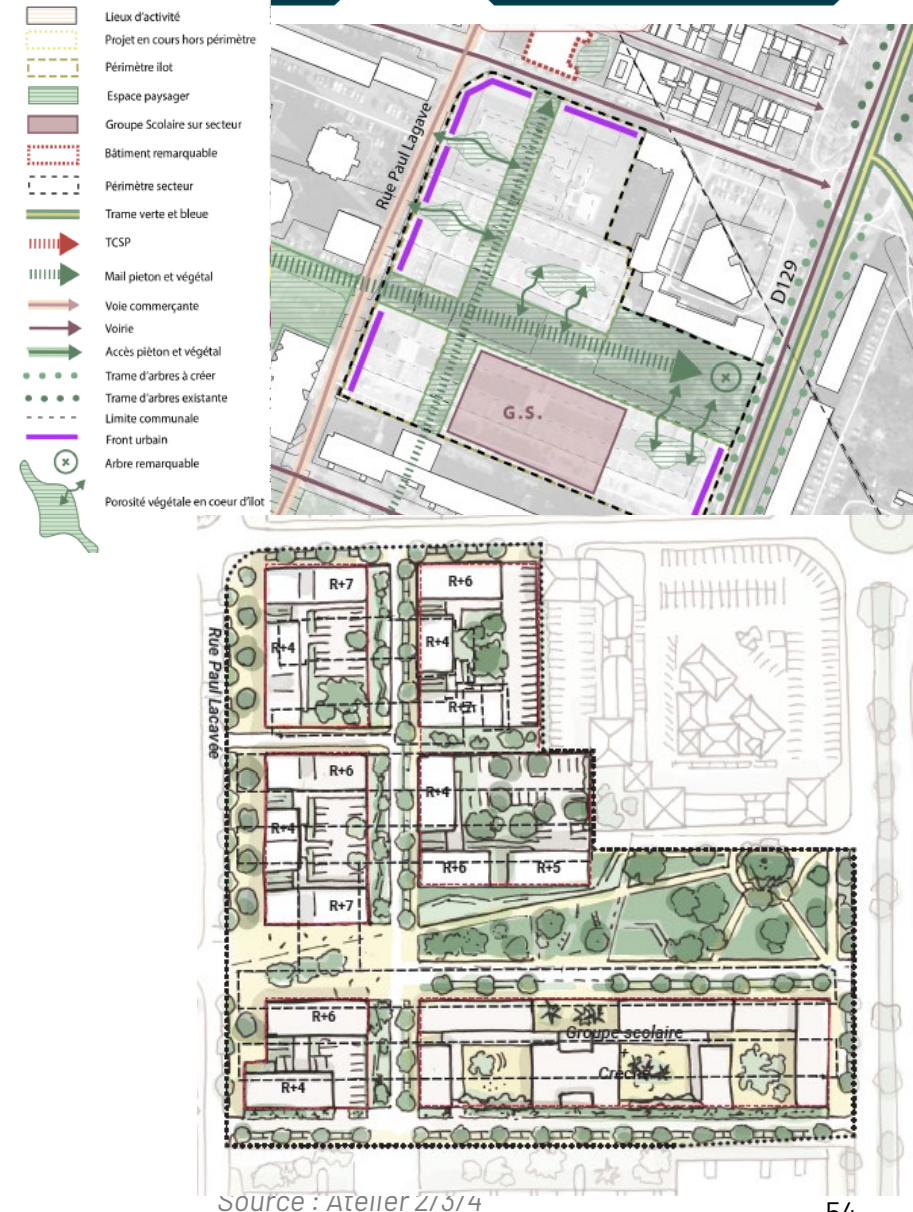 Lieux d'activité
Projet en cours hors périmètre
Périmètre ilot
Espace paysager
Groupe Scolaire sur secteur
Bâtiment remarquable
Périmètre secteur
Trame verte et bleue
TCSP
Mail pieton et végétal
Voie commerçante
Voirie
Accès pièton et végétal
Trame d'arbres à créer
Trame d'arbres existante
Limite communale
Front urbain
Arbre remarquable
Porosité végétale en coeur d'îlot
Rue Paul Lagave
D129
G.S.
R+7
R+6
R+4
R+4
R+7
Rue Paul Lacavée
R+6
R+4
R+4
R+6
R+5
R+7
R+6
Groupe scolaire
+
Crèche
R+4
Source : Atelier 2/3/4
54